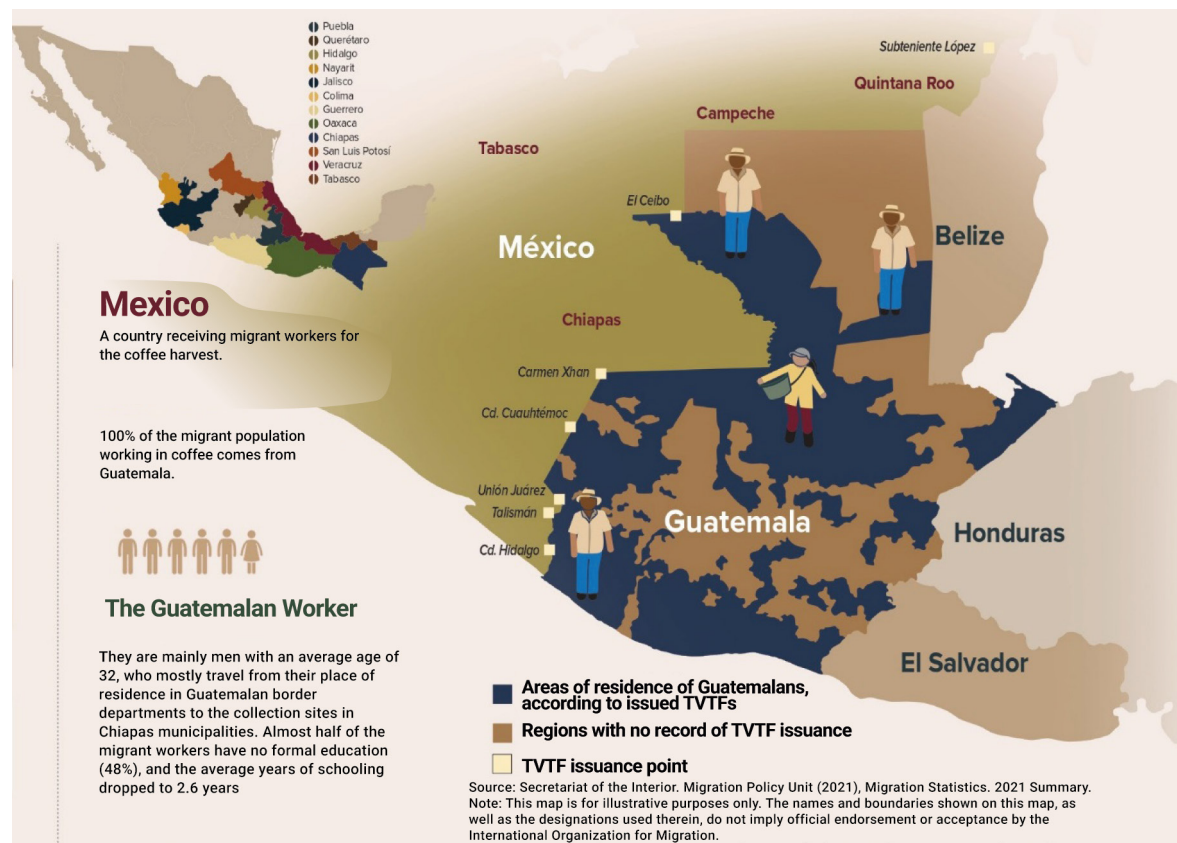 Puebla
Querétaro
Hidalgo
Nayarit
Jalisco
Colima
Guerrero
Oaxaca
Chiapas
San Luis Potosí
Veracruz
Tabasco
Mexico
A country receiving migrant workers for
the coffee harvest.
100% of the migrant population
working in coffee comes from
Guatemala.
The Guatemalan Worker
They are mainly men with an average age of
32, who mostly travel from their place of
residence in Guatemalan border
departments to the collection sites in
Chiapas municipalities. Almost half of the
migrant workers have no formal education
(48%), and the average years of schooling
dropped to 2.6 years
Subteniente López
Quintana Roo
Campeche
Tabasco
El Ceibo
México
Belize
Chiapas
Carmen Xhan
Cd. Cuauhtémoc
Unión Juárez
Talismán
Guatemala
Honduras
Cd. Hidalgo
El Salvador
Areas of residence of Guatemalans,
according to issued TVTFs
Regions with no record of TVTF issuance
TVTF issuance point
Source: Secretariat of the Interior. Migration Policy Unit (2021), Migration Statistics. 2021 Summary.
Note: This map is for illustrative purposes only. The names and boundaries shown on this map, as
well as the designations used therein, do not imply official endorsement or acceptance by the
International Organization for Migration.